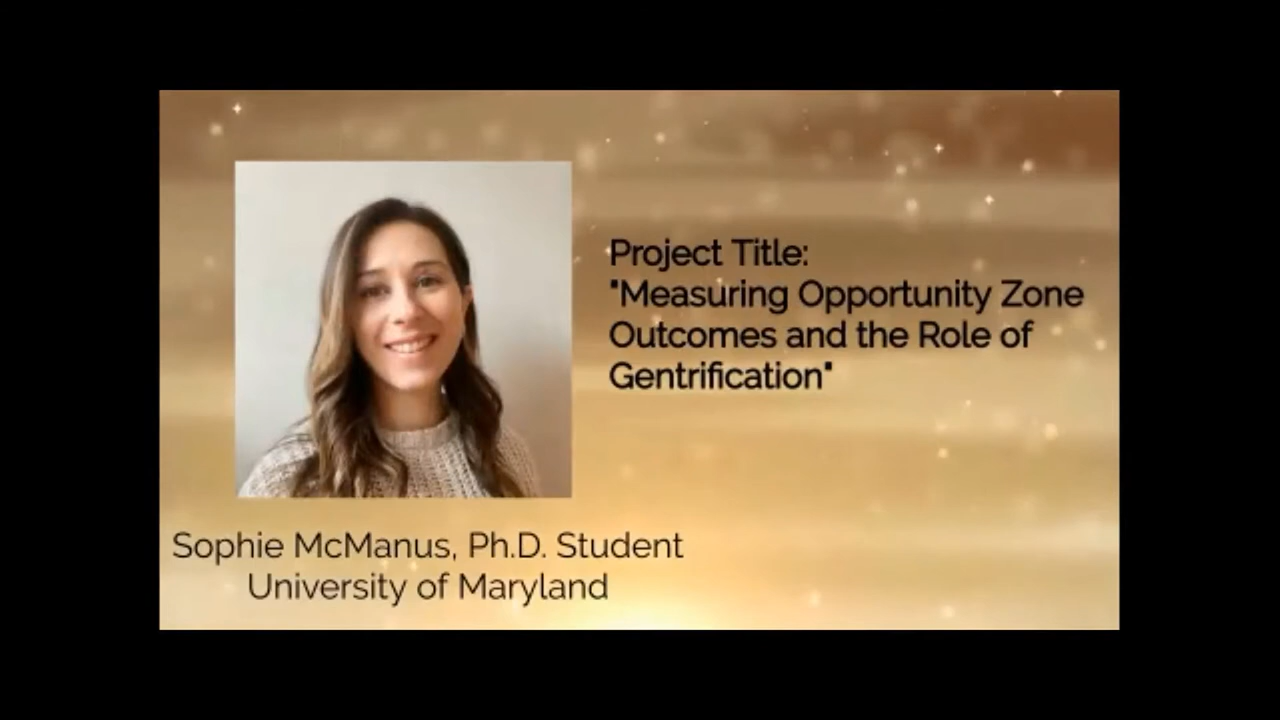 Project Title:
"Measuring Opportunity Zone
Outcomes and the Role of
Gentrification"
Sophie McManus, Ph.D. Student
University of Maryland